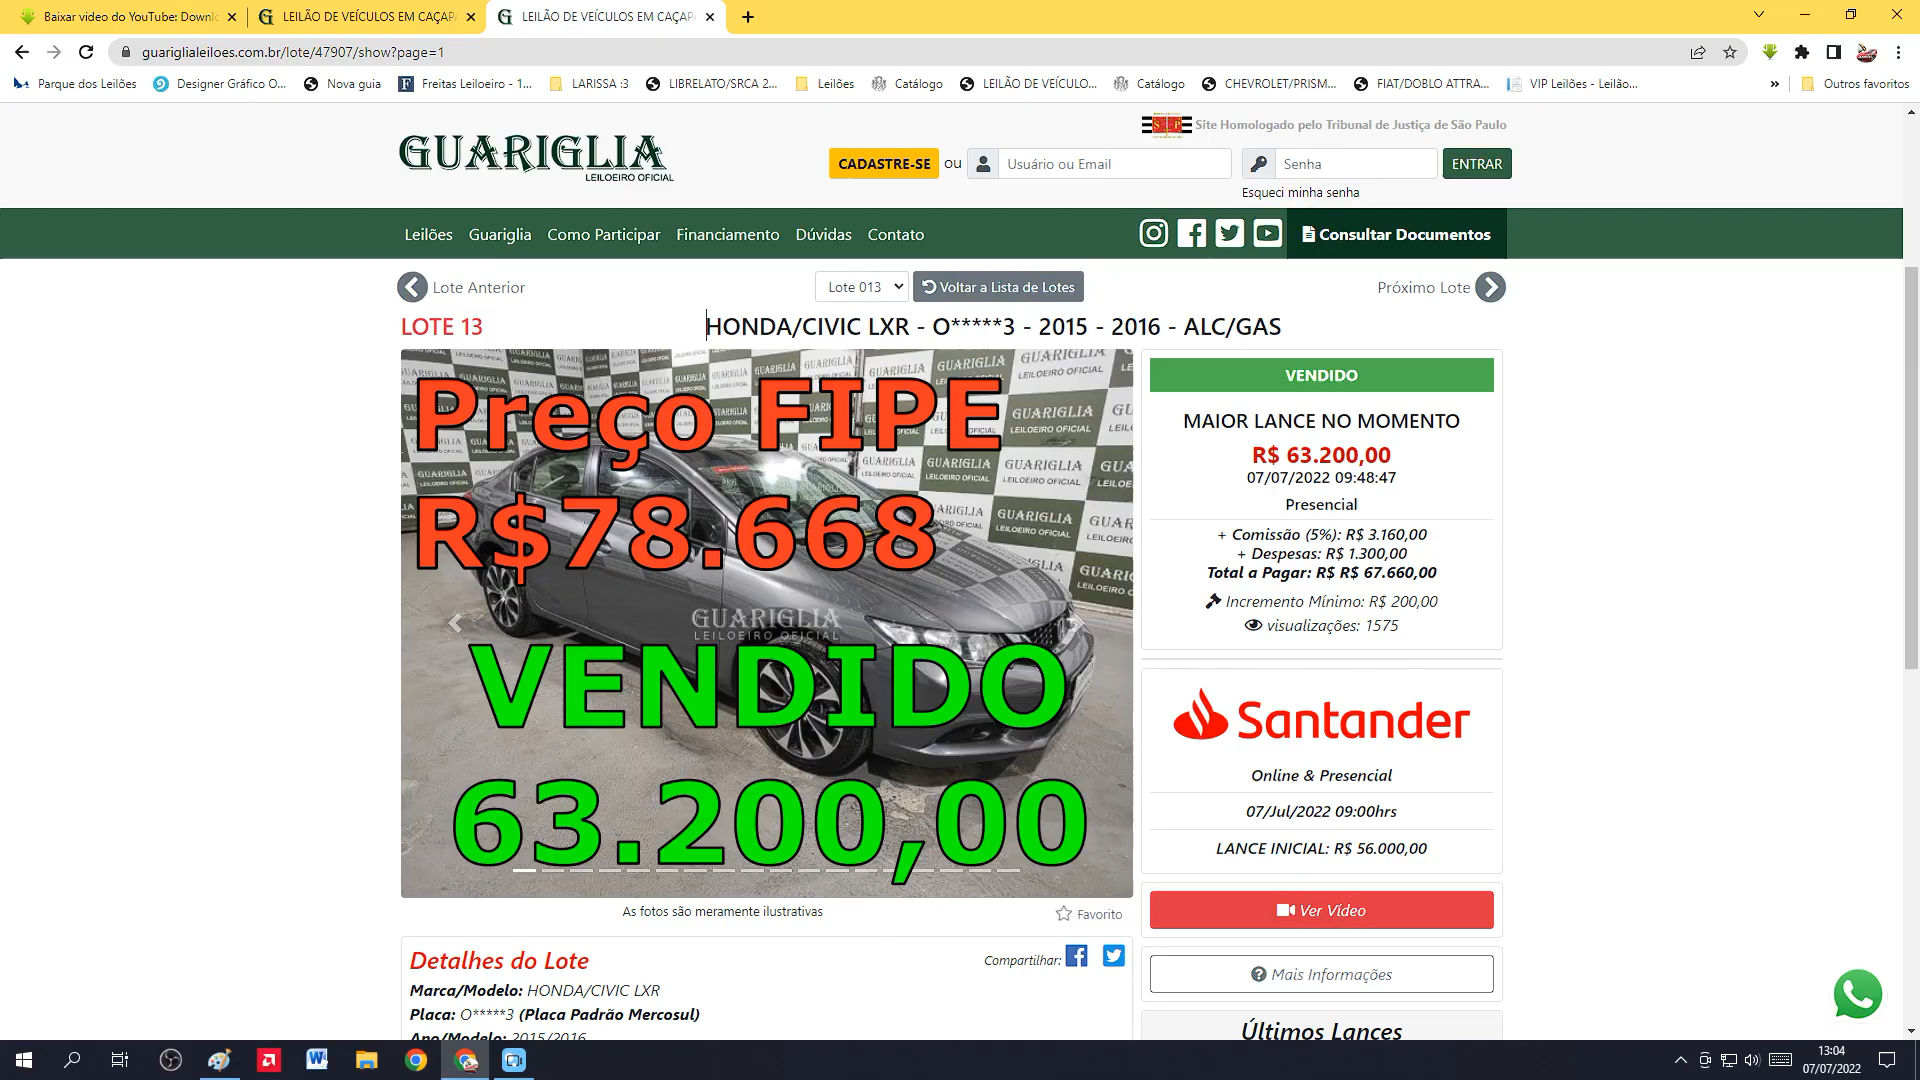 Baixar video do YouTube: Downl
LEILÃO DE VEÍCULOS EM CAÇAPA
LEILÃO DE VEÍCULOS EM CAÇAP
guariglialeiloes.com.br/lote/47907/show?page=1
Parque dos Leilões
Designer Gráfico O...
Nova guia
Freitas Leiloeiro - 1...
LARISSA :3
LIBRELATO/SRCA 2...
Leilões
Catálogo
LEILÃO DE VEÍCULO...
Catálogo
CHEVROLET/PRISM...
FIAT/DOBLO ATTRA...
VIP Leilões - Leilão...
»
Outros favoritos
Site Homologado pelo Tribunal de Justiça de São Paulo
GUARIGLIA
LEILOEIRO OFICIAL
CADASTRE-SE ou Usuário ou Email Senha ENTRAR
Esqueci minha senha
Leilões Guariglia Como Participar Financiamento Dúvidas Contato
Consultar Documentos
Lote Anterior
Lote 013
Voltar a Lista de Lotes
Próximo Lote
LOTE 13
HONDA/CIVIC LXR - O*****3 - 2015 - 2016 - ALC/GAS
Preço FIPE
R$78.668
GUARIGLIA
LEILOEIRO OFICIAL
VENDIDO
63.200,00
As fotos são meramente ilustrativas
Favorito
VENDIDO
MAIOR LANCE NO MOMENTO
R$ 63.200,00
07/07/2022 09:48:47
Presencial
+ Comissão (5%): R$ 3.160,00
+ Despesas: R$ 1.300,00
Total a Pagar: R$ R$ 67.660,00
Incremento Mínimo: R$ 200,00
visualizações: 1575
Santander
Online & Presencial
07/Jul/2022 09:00hrs
LANCE INICIAL: R$ 56.000,00
Ver Vídeo
Mais Informações
Últimos Lances
Detalhes do Lote
Compartilhar:
Marca/Modelo: HONDA/CIVIC LXR
Placa: O*****3 (Placa Padrão Mercosul)
Ano/Modelo: 2015/2016
13:04
07/07/2022